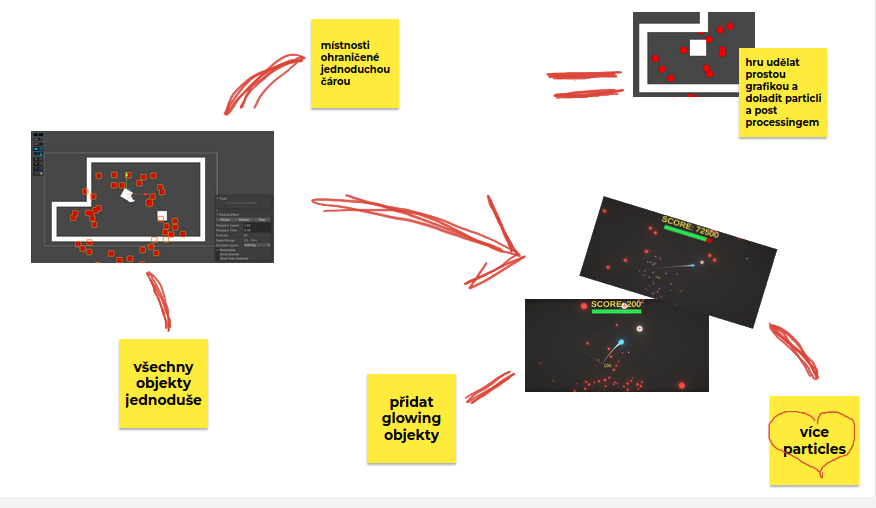 místnosti
ohraničené
jednoduchou
čárou
hru udělat
prostou
grafikou a
doladit particli
a post
processingem
SCORE: 72500
SCORE: 200
100
všechny
objekty
jednoduše
přidat
glowing
objekty
více
particles